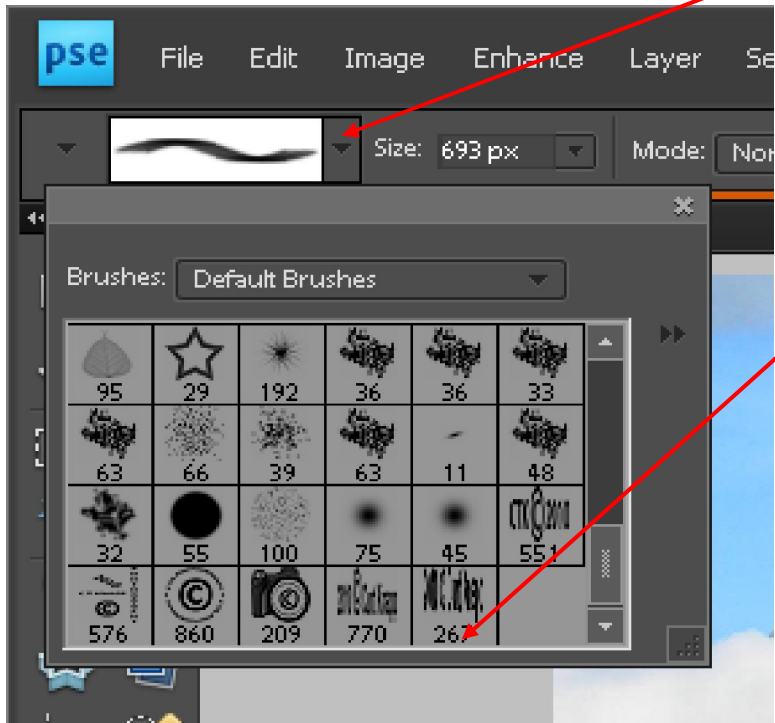 pse File Edit Image Enhance Layer Se
Size: 693 px Mode: Nor
Brushes: Default Brushes
95 29 192 36 36 33
63 66 39 63 11 48
32 55 100 75 45 551
576 860 209 770 267